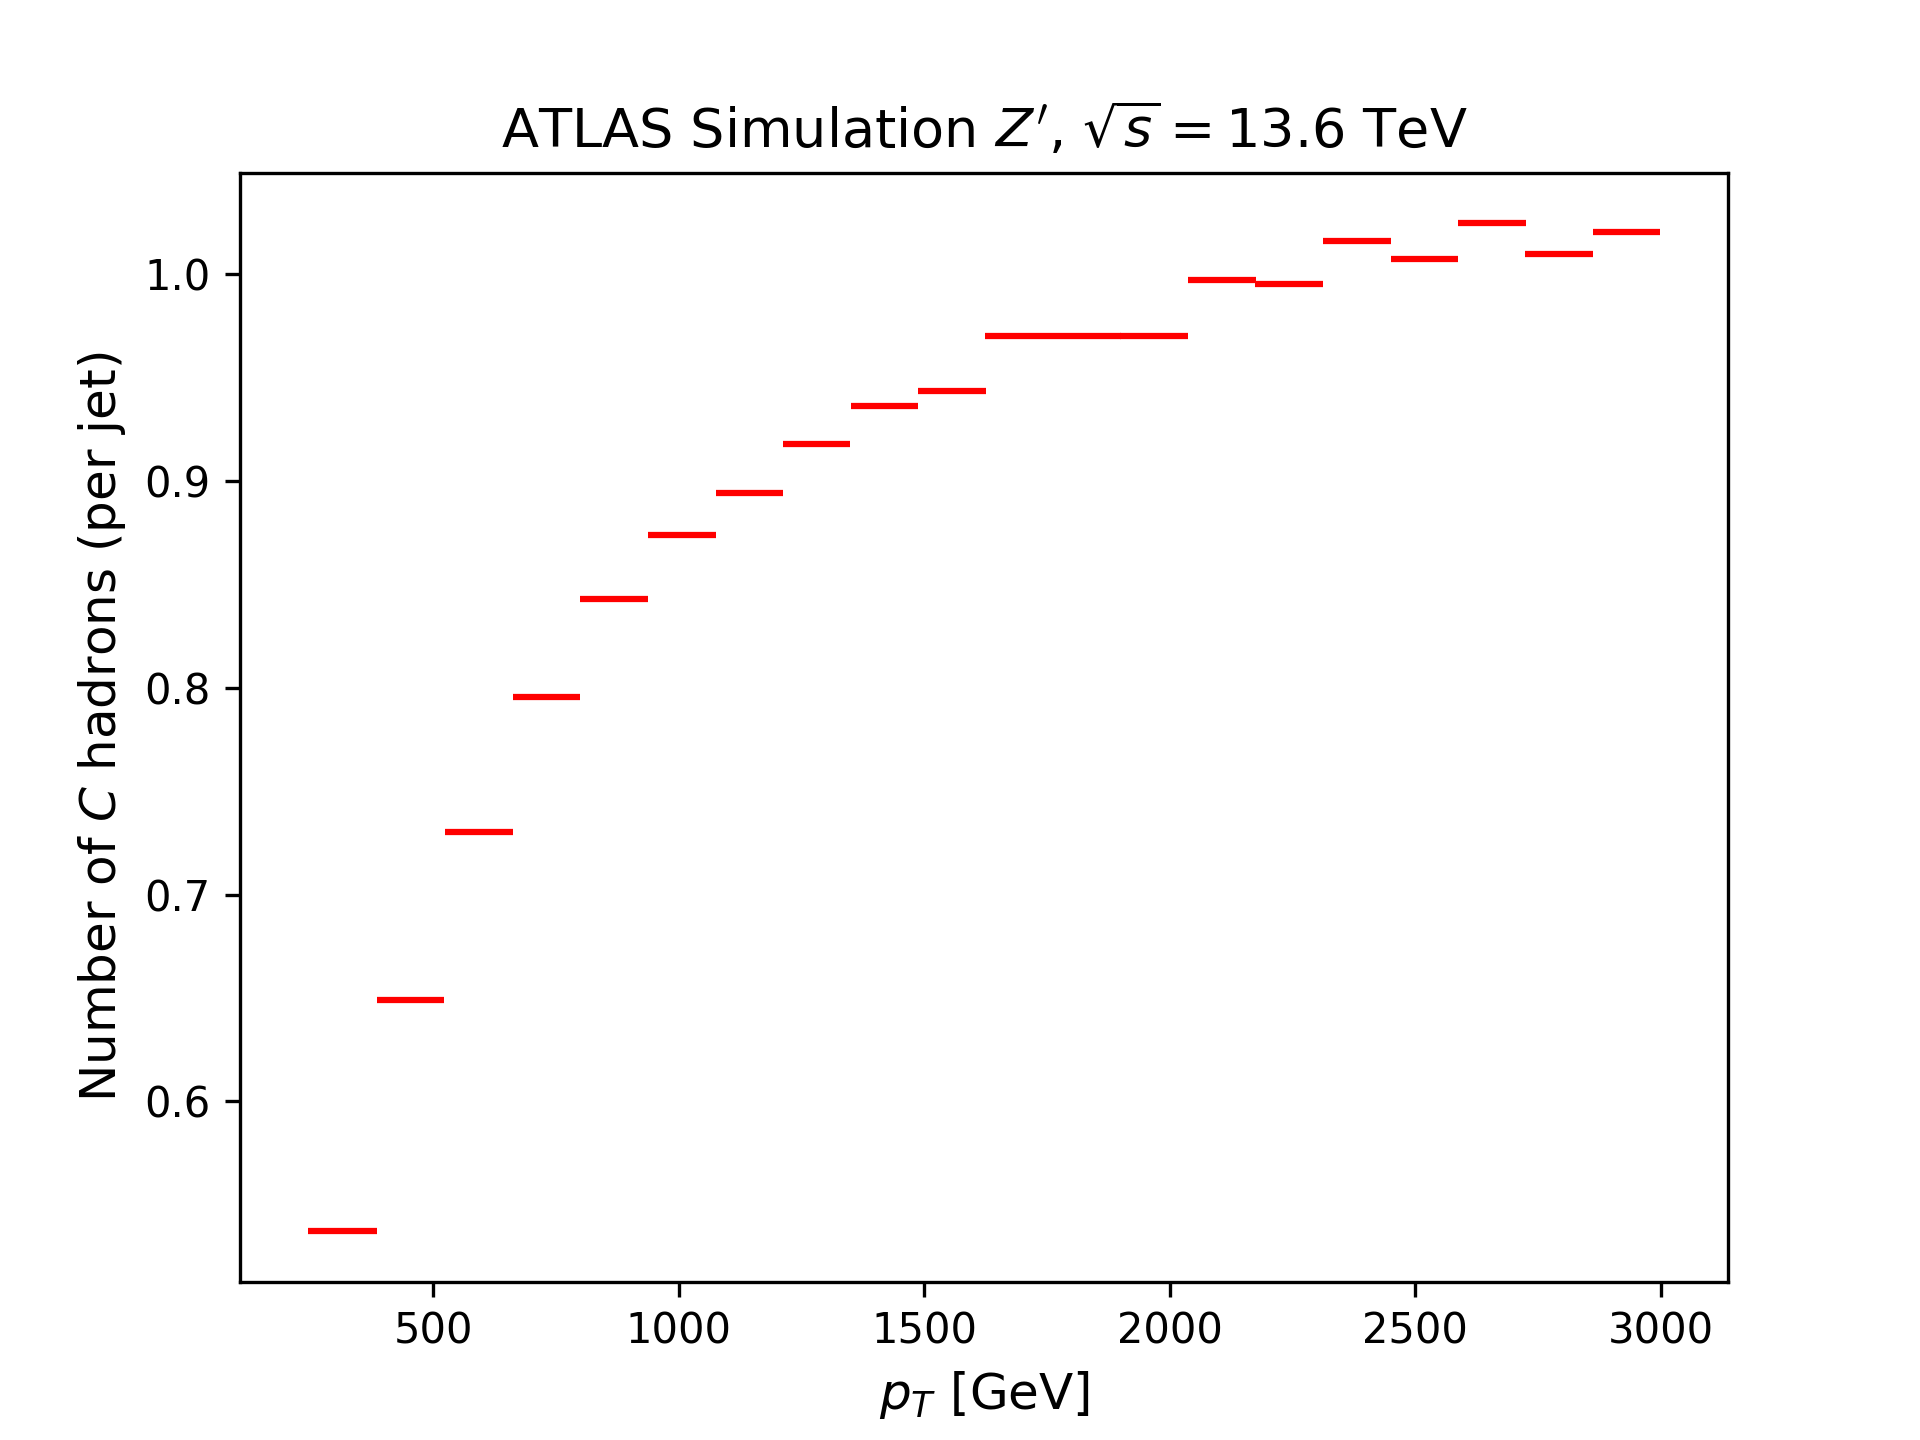 ATLAS Simulation Z′, √s = 13.6 TeV
Number of C hadrons (per jet)
1.0
0.9
0.8
0.7
0.6
500 1000 1500 2000 2500 3000
p_T [GeV]